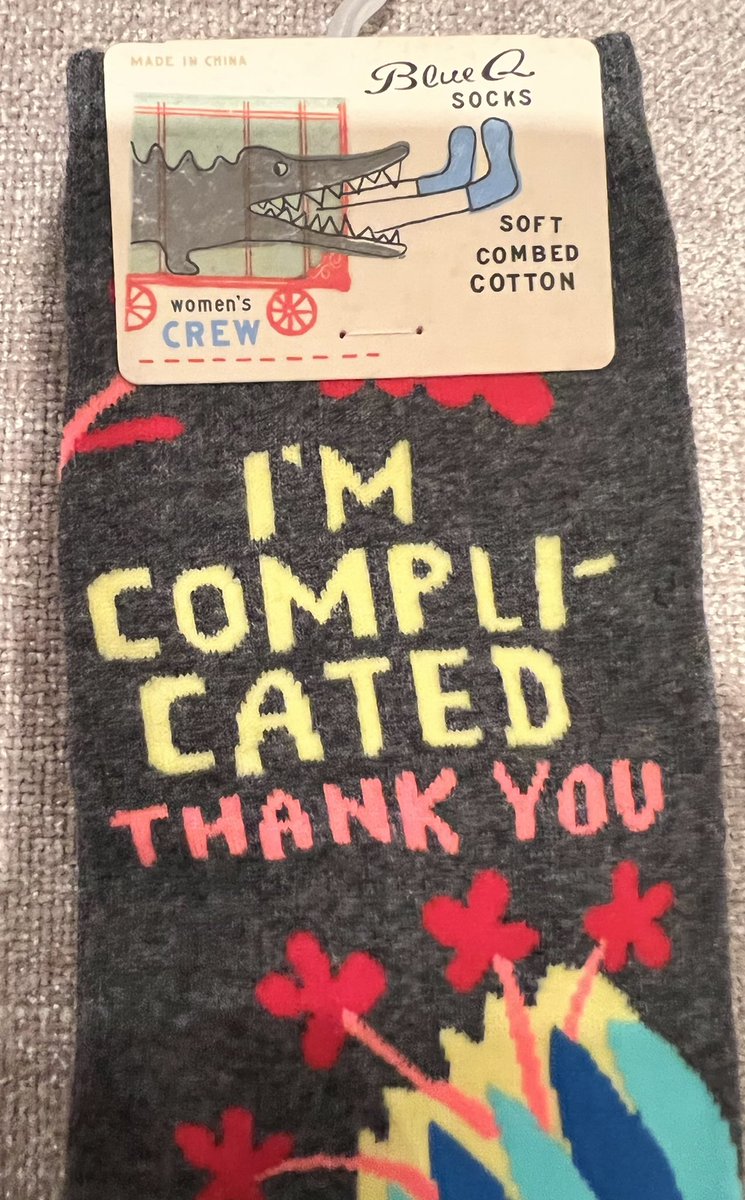 MADE IN CHINA
Blue Q
SOCKS
SOFT
COMBED
COTTON
women's
CREW
I'M
COMPLI-
CATED
THANK YOU